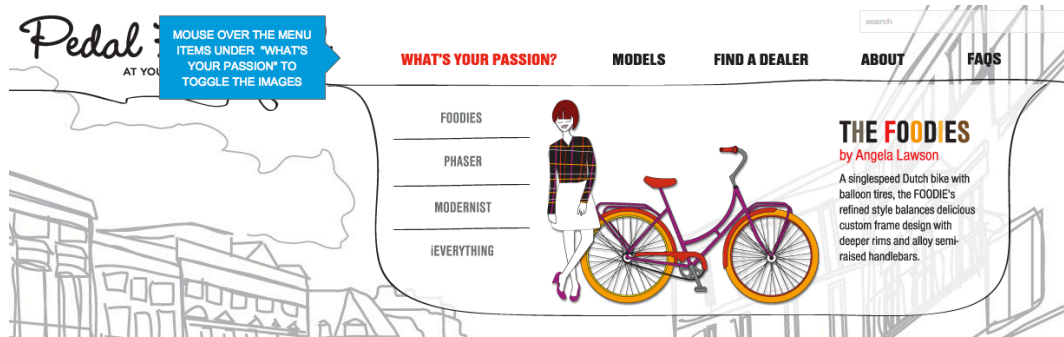 Pedal
AT YOU
MOUSE OVER THE MENU
ITEMS UNDER "WHAT'S
YOUR PASSION" TO
TOGGLE THE IMAGES
search
WHAT'S YOUR PASSION?
MODELS
FIND A DEALER
ABOUT
FAQS
FOODIES
PHASER
MODERNIST
iEVERYTHING
THE FOODIES
by Angela Lawson
A singlespeed Dutch bike with
balloon tires, the FOODIE's
refined style balances delicious
custom frame design with
deeper rims and alloy semi-
raised handlebars.